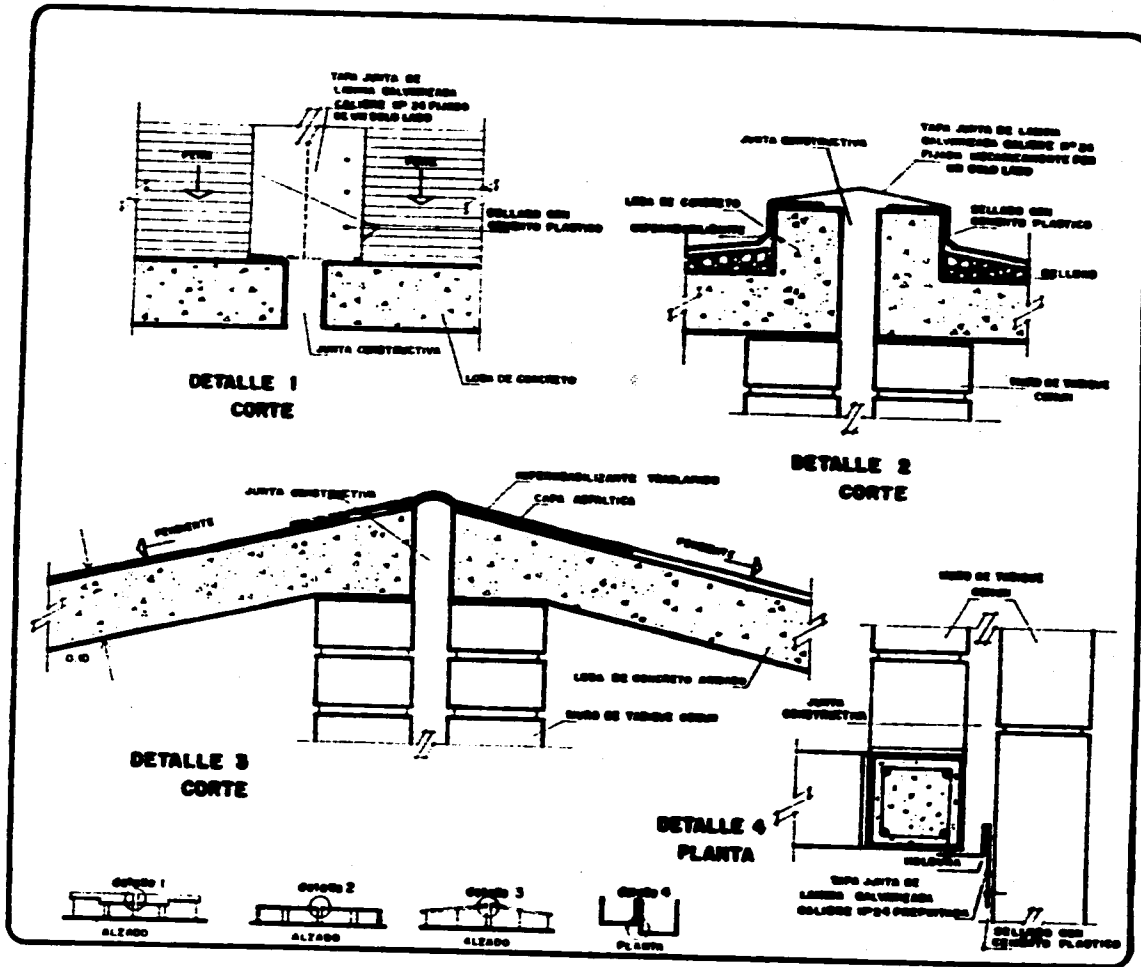 TAPA JUNTA DE
LAMINA GALVANIZADA
CALIBRE Nº 24 FIJADO
DE UN SOLO LADO
SELLADO CON
CEMENTO PLASTICO
JUNTA CONSTRUCTIVA
LOSA DE CONCRETO
DETALLE 1
CORTE
JUNTA CONSTRUCTIVA
TAPA JUNTA DE LAMINA
GALVANIZADA CALIBRE Nº 24
FIJADA MECANICAMENTE POR
UN SOLO LADO
LOSA DE CONCRETO
IMPERMEABILIZANTE
SELLADO CON
CEMENTO PLASTICO
RELLENO
MURO DE TABIQUE
COMUN
DETALLE 2
CORTE
JUNTA CONSTRUCTIVA
IMPERMEABILIZANTE TRASLAPADO
CAPA ASFALTICA
PENDIENTE
PENDIENTE
0.10
LOSA DE CONCRETO ARMADO
MURO DE TABIQUE COMUN
DETALLE 3
CORTE
MURO DE TABIQUE
COMUN
JUNTA
CONSTRUCTIVA
DETALLE 4
PLANTA
MOLDURA
TAPA JUNTA DE
LAMINA GALVANIZADA
CALIBRE Nº 24 PREPINTADA
SELLADO CON
CEMENTO PLASTICO
detalle 1
ALZADO
detalle 2
ALZADO
detalle 3
ALZADO
detalle 4
PLANTA